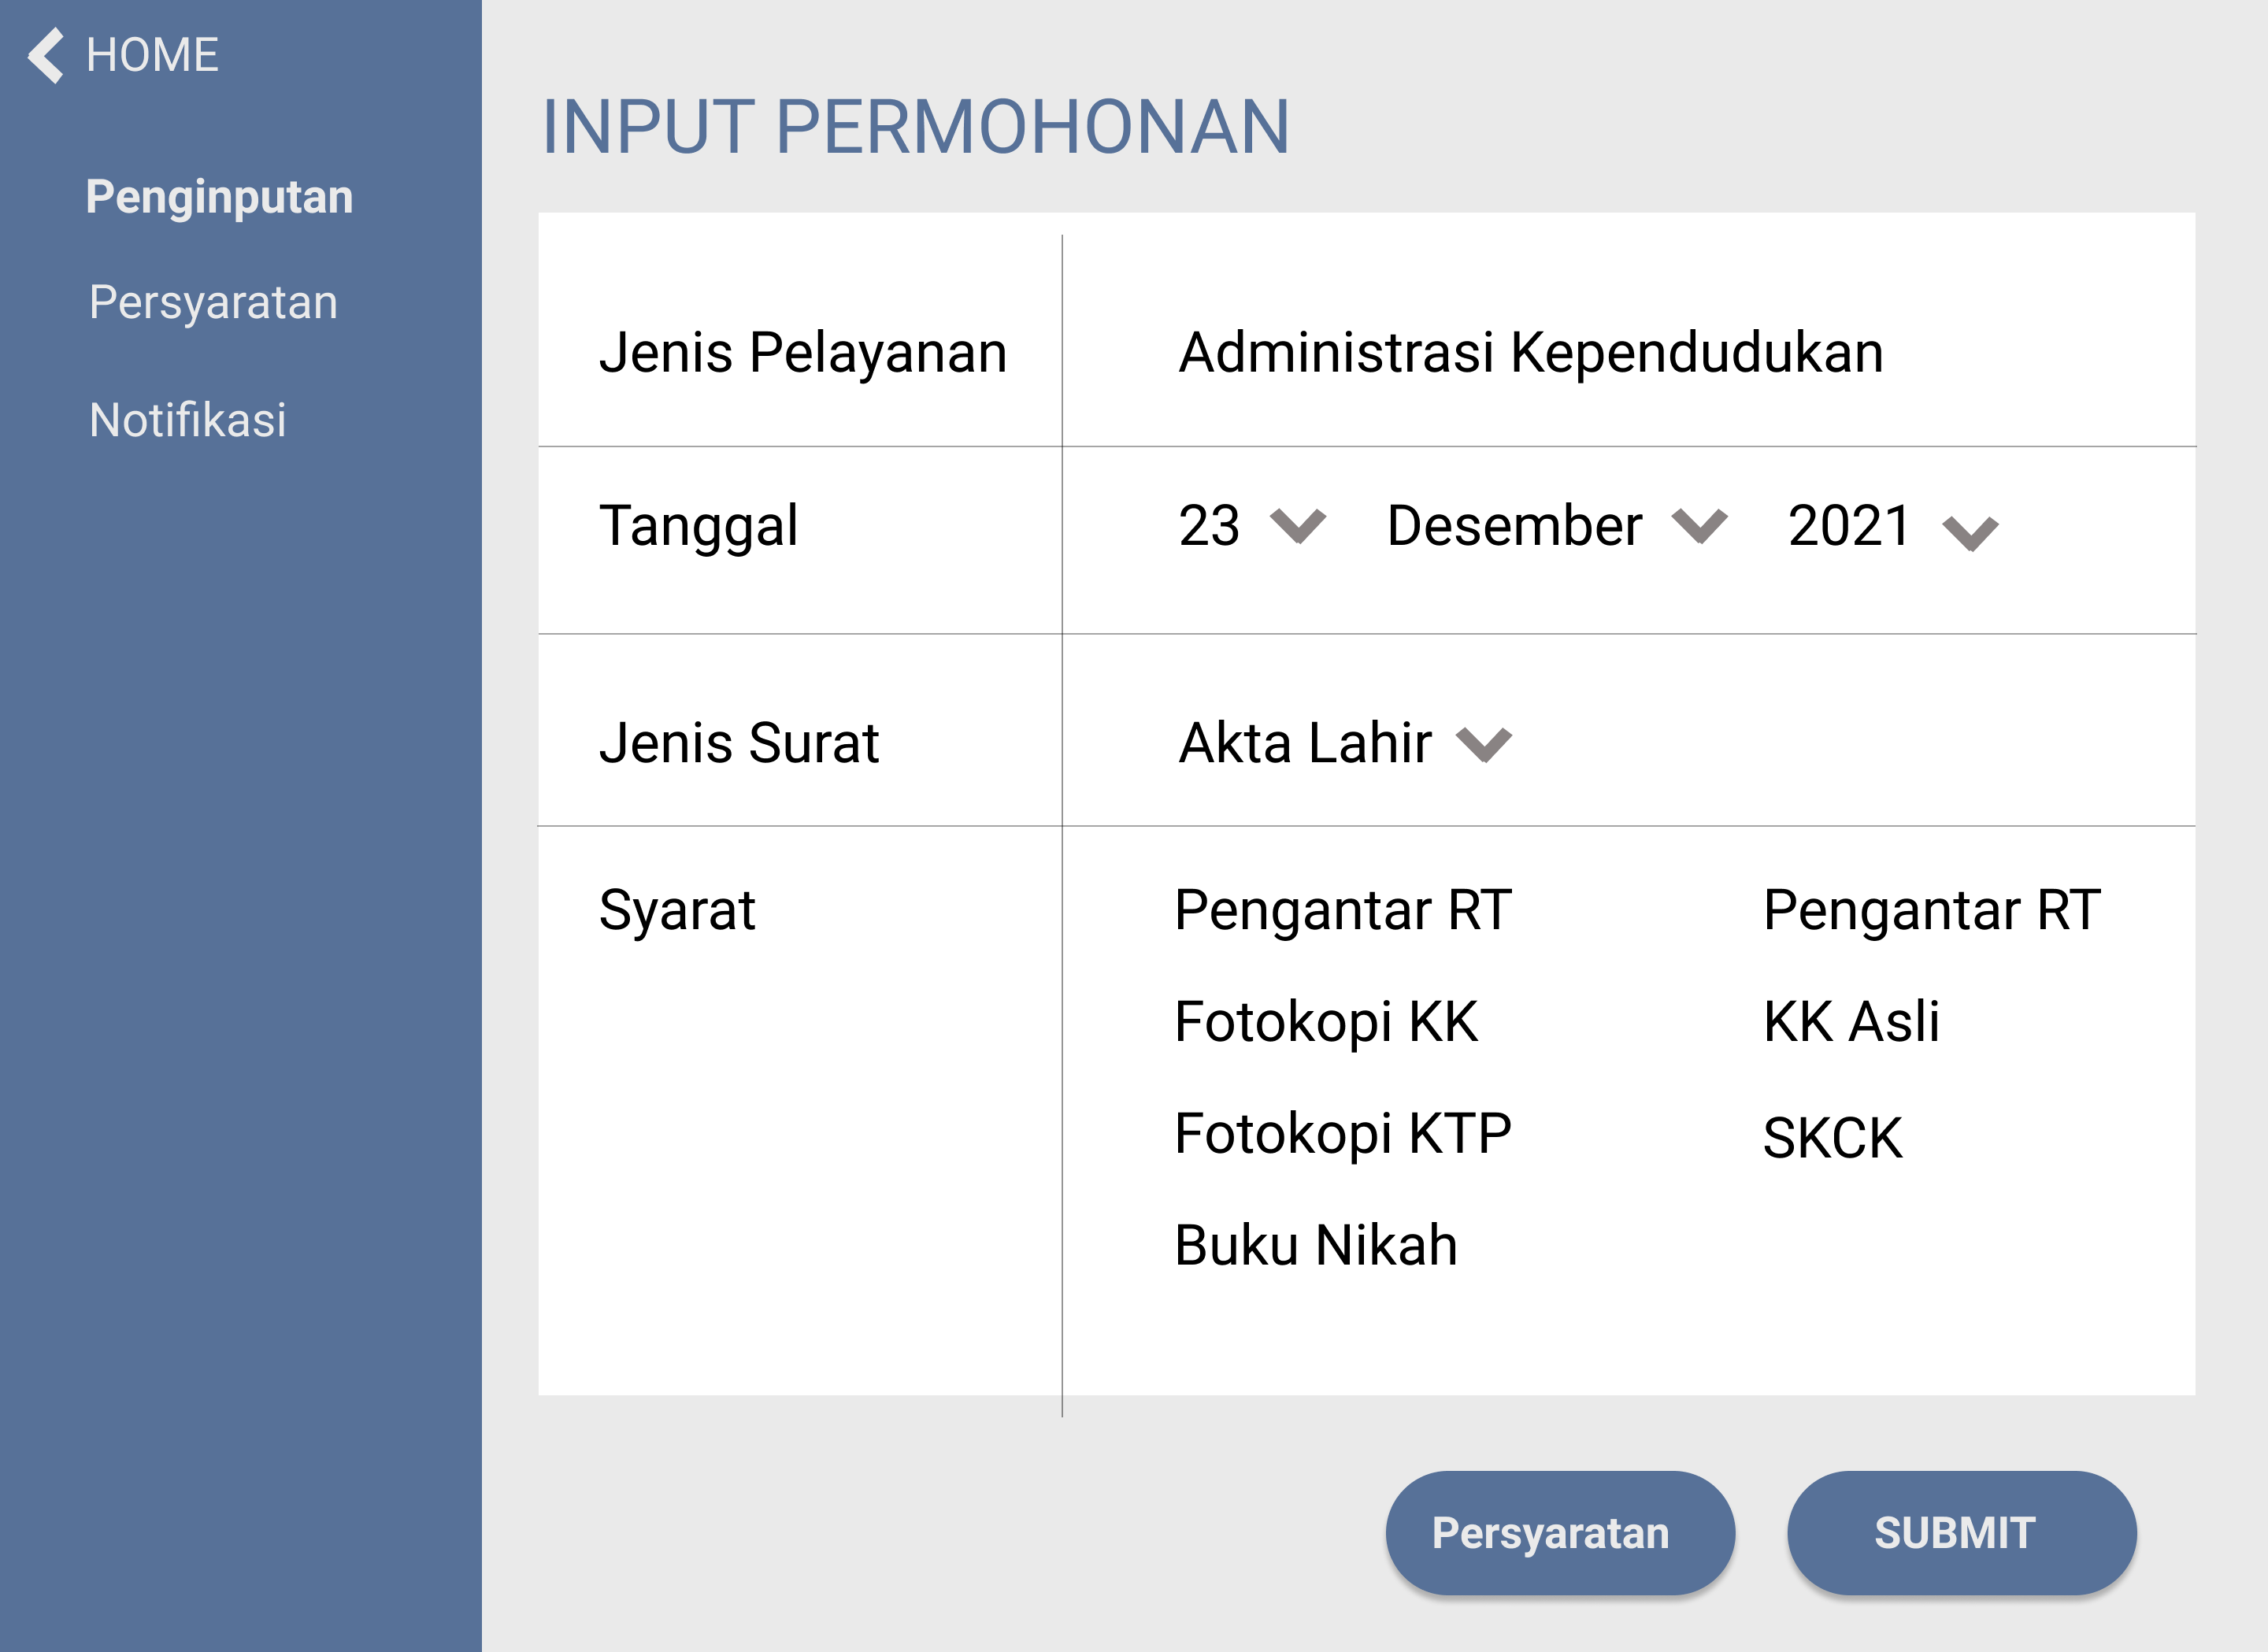 HOME
Penginputan
Persyaratan
Notifikasi
INPUT PERMOHONAN
Jenis Pelayanan Administrasi Kependudukan
Tanggal 23 Desember 2021
Jenis Surat Akta Lahir
Syarat Pengantar RT Pengantar RT
Fotokopi KK KK Asli
Fotokopi KTP SKCK
Buku Nikah
Persyaratan SUBMIT